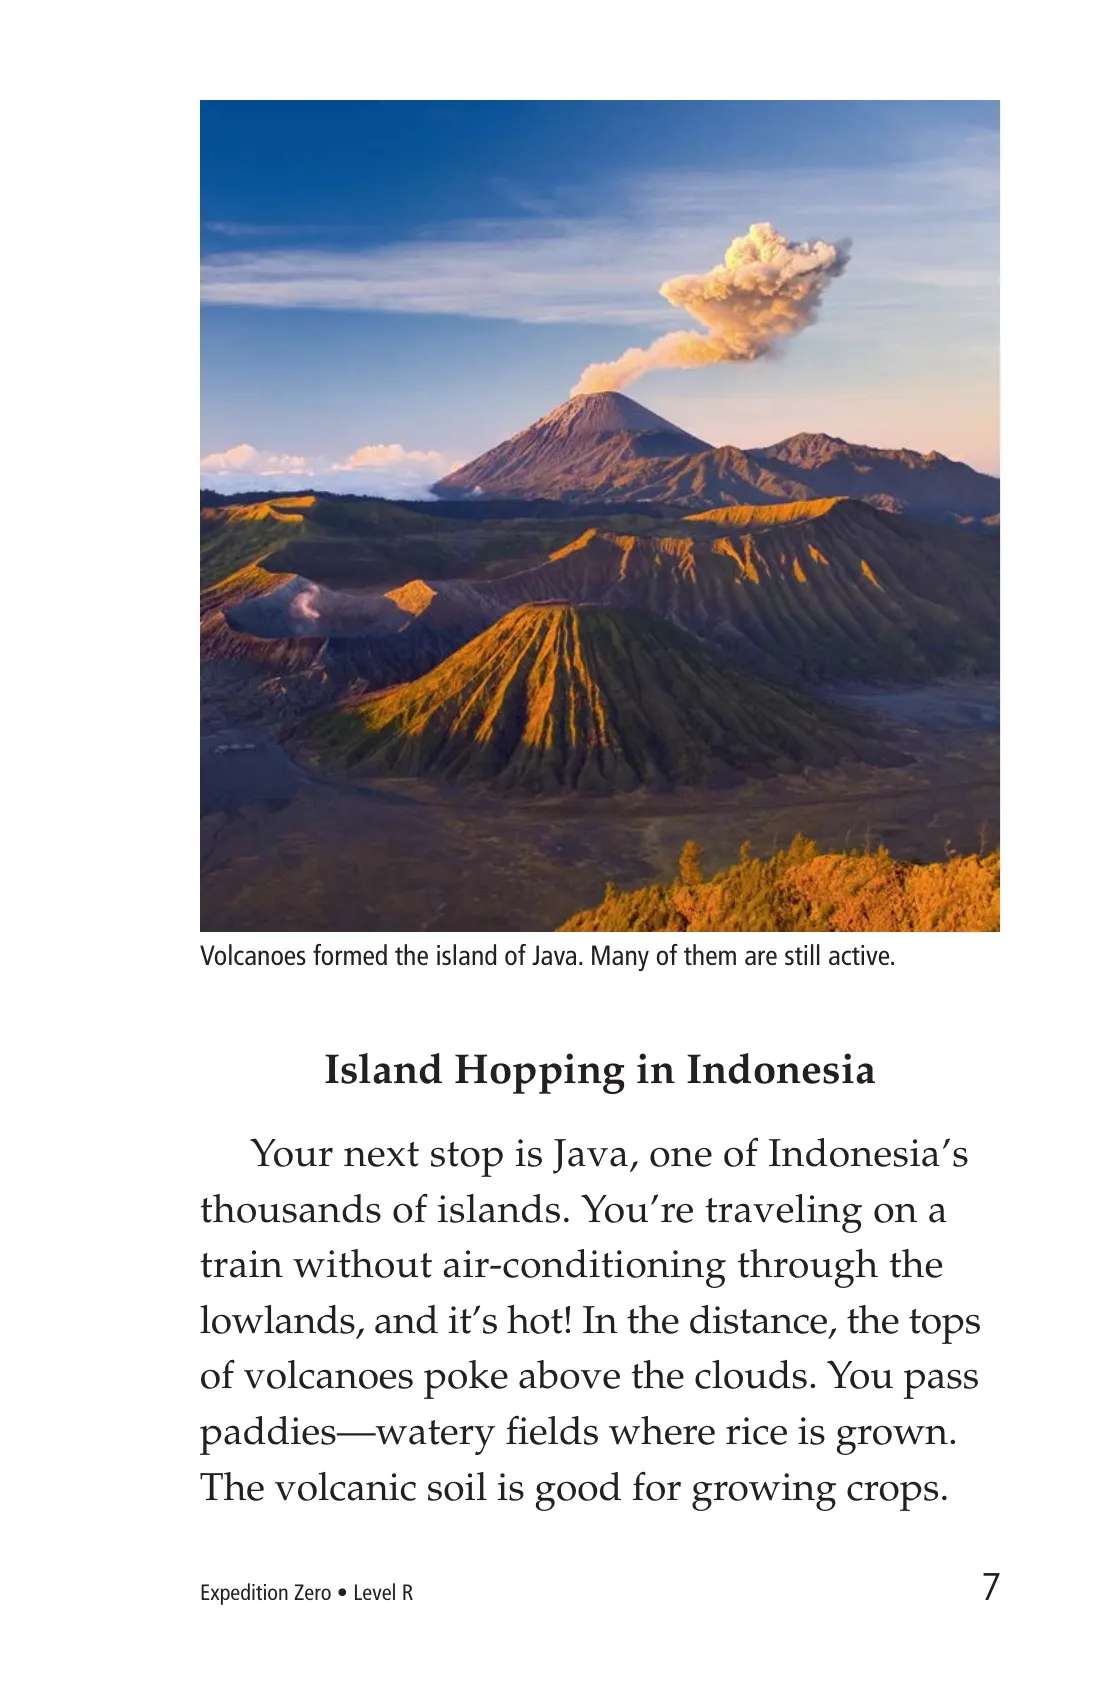 Volcanoes formed the island of Java. Many of them are still active.
Island Hopping in Indonesia
Your next stop is Java, one of Indonesia’s
thousands of islands. You’re traveling on a
train without air-conditioning through the
lowlands, and it’s hot! In the distance, the tops
of volcanoes poke above the clouds. You pass
paddies—watery fields where rice is grown.
The volcanic soil is good for growing crops.
Expedition Zero • Level R
7